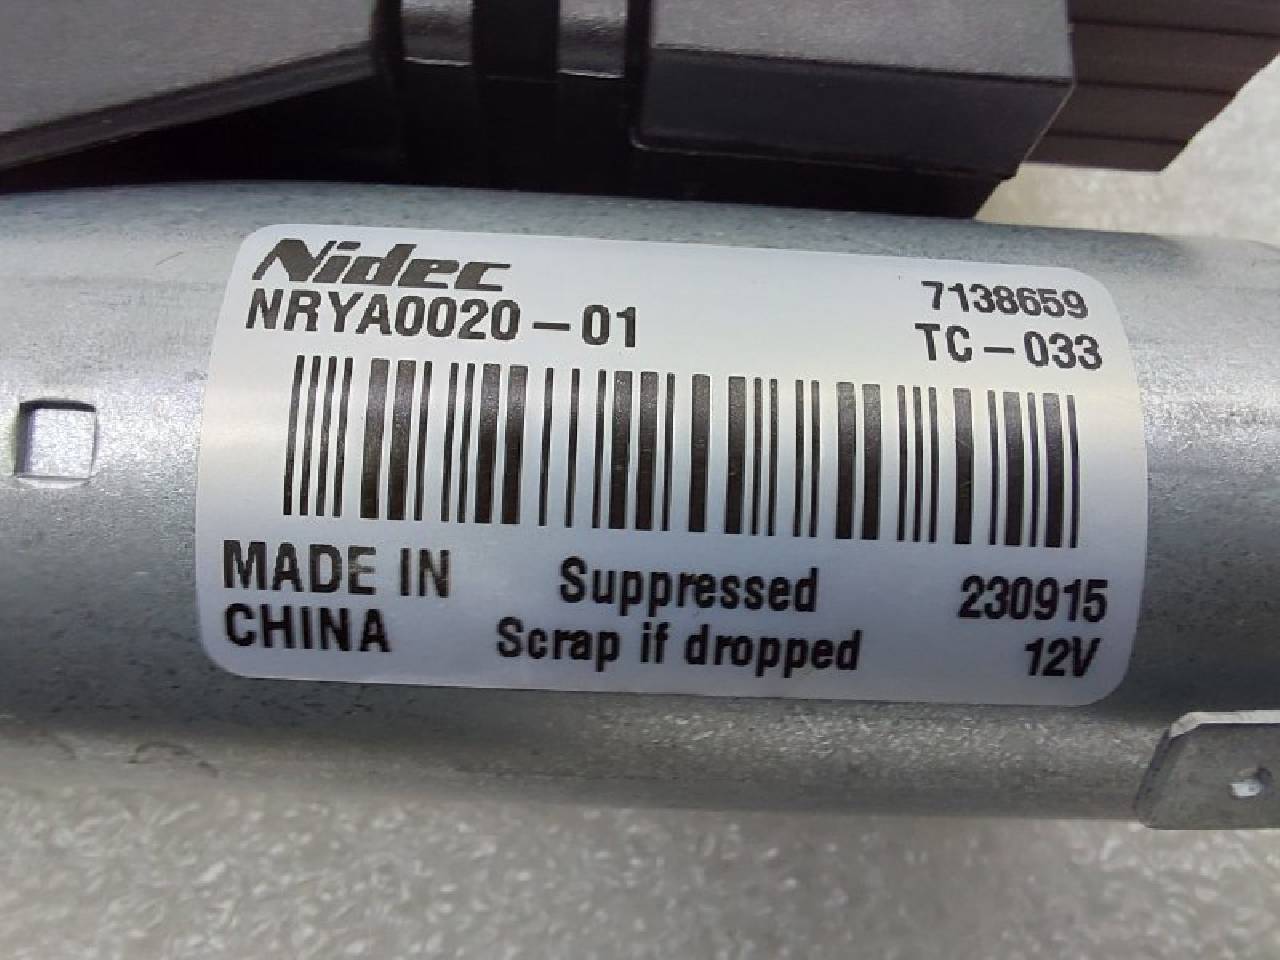 Nidec
NRYA0020-01
7138659
TC-033
MADE IN
CHINA
Suppressed
Scrap if dropped
230915
12V